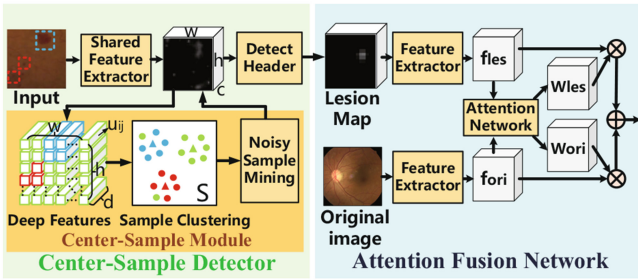 Input
Shared
Feature
Extractor
w
h
c
Detect
Header
w
u ij
h
d
Deep Features
S
Sample Clustering
Noisy
Sample
Mining
Center-Sample Module
Center-Sample Detector
Lesion
Map
Feature
Extractor
fles
Wles
Attention
Network
Wori
Original
image
Feature
Extractor
fori
Attention Fusion Network